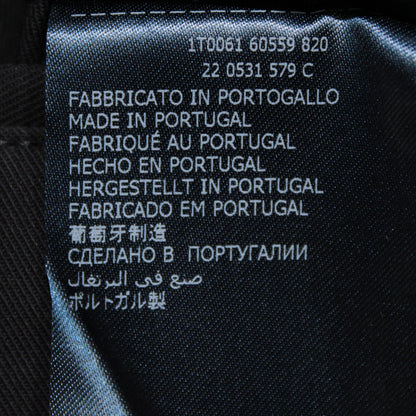 1T0061 60559 820
22 0531 579 C
FABBRICATO IN PORTOGALLO
MADE IN PORTUGAL
FABRIQUÉ AU PORTUGAL
HECHO EN PORTUGAL
HERGESTELLT IN PORTUGAL
FABRICADO EM PORTUGAL
葡萄牙制造
СДЕЛАНО В ПОРТУГАЛИИ
صنع في البرتغال
ポルトガル製